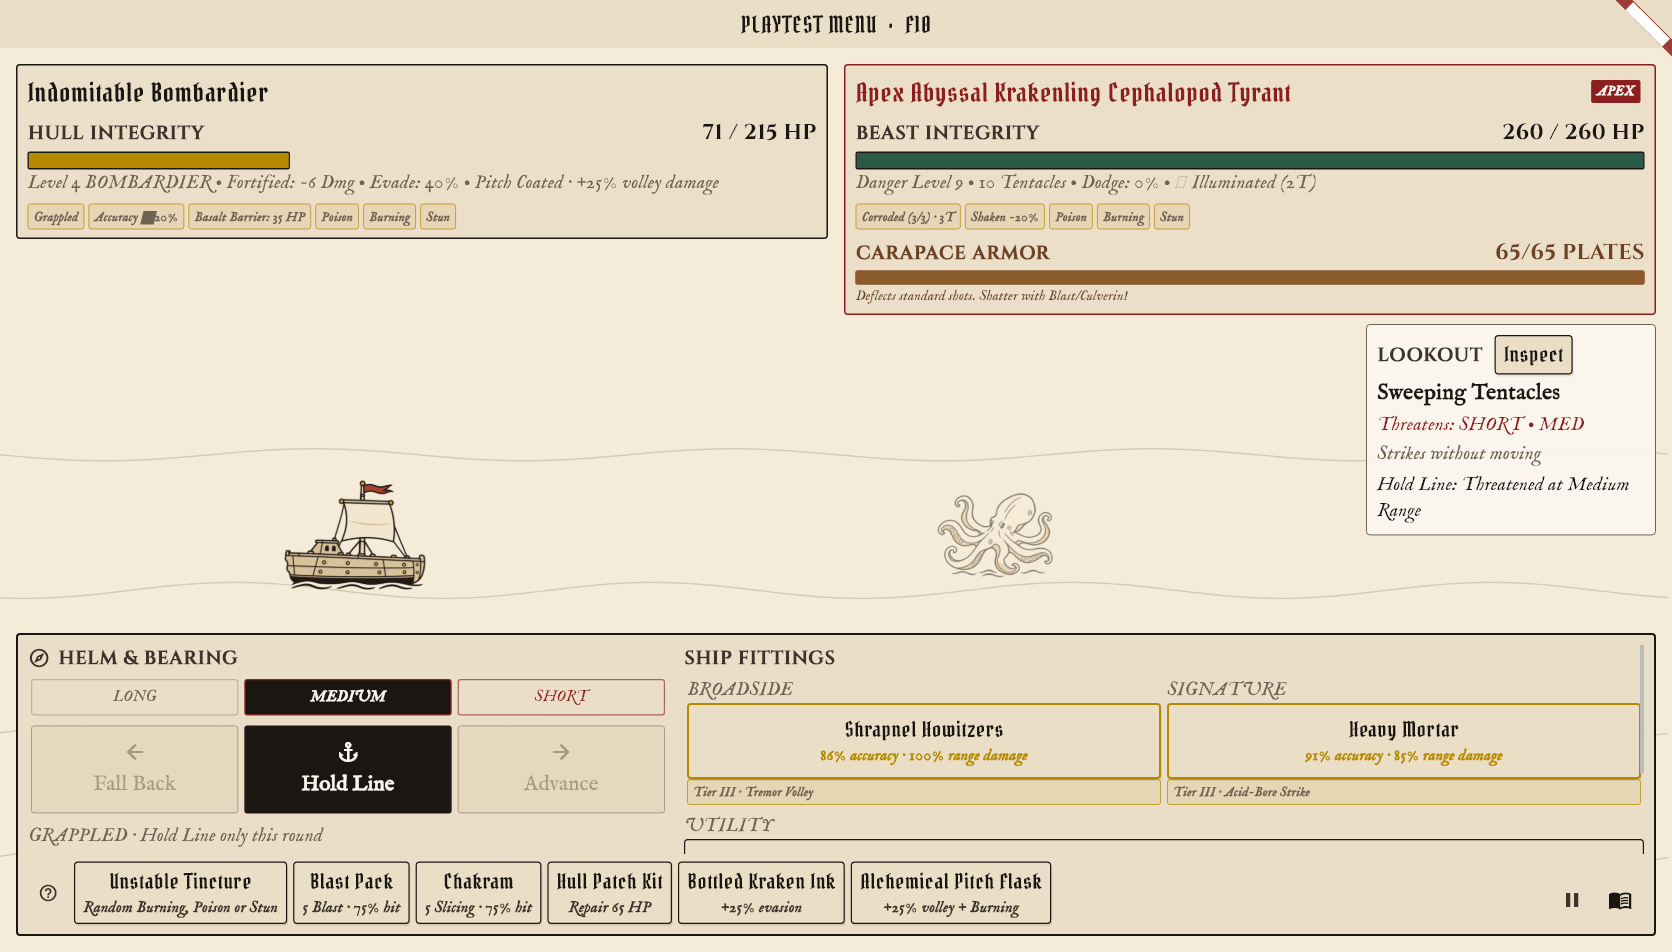 PLAYTEST MENU · F10
Indomitable Bombardier
HULL INTEGRITY 71 / 215 HP
Level 4 BOMBARDIER • Fortified: -6 Dmg • Evade: 40% • Pitch Coated · +25% volley damage
Grappled Accuracy 20% Basalt Barrier: 35 HP Poison Burning Stun
Apex Abyssal Krakenling Cephalopod Tyrant APEX
BEAST INTEGRITY 260 / 260 HP
Danger Level 9 • 10 Tentacles • Dodge: 0% • Illuminated (2T)
Corroded (3/3) · 3T Shaken -20% Poison Burning Stun
CARAPACE ARMOR 65/65 PLATES
Deflects standard shots. Shatter with Blast/Culverin!
LOOKOUT Inspect
Sweeping Tentacles
Threatens: SHORT • MED
Strikes without moving
Hold Line: Threatened at Medium
Range
HELM & BEARING
LONG MEDIUM SHORT
Fall Back Hold Line Advance
GRAPPLED · Hold Line only this round
SHIP FITTINGS
BROADSIDE SIGNATURE
Shrapnel Howitzers
86% accuracy · 100% range damage
Tier III · Tremor Volley
Heavy Mortar
91% accuracy · 85% range damage
Tier III · Acid-Bore Strike
UTILITY
Unstable Tincture
Random Burning, Poison or Stun
Blast Pack
5 Blast · 75% hit
Chakram
5 Slicing · 75% hit
Hull Patch Kit
Repair 65 HP
Bottled Kraken Ink
+25% evasion
Alchemical Pitch Flask
+25% volley + Burning